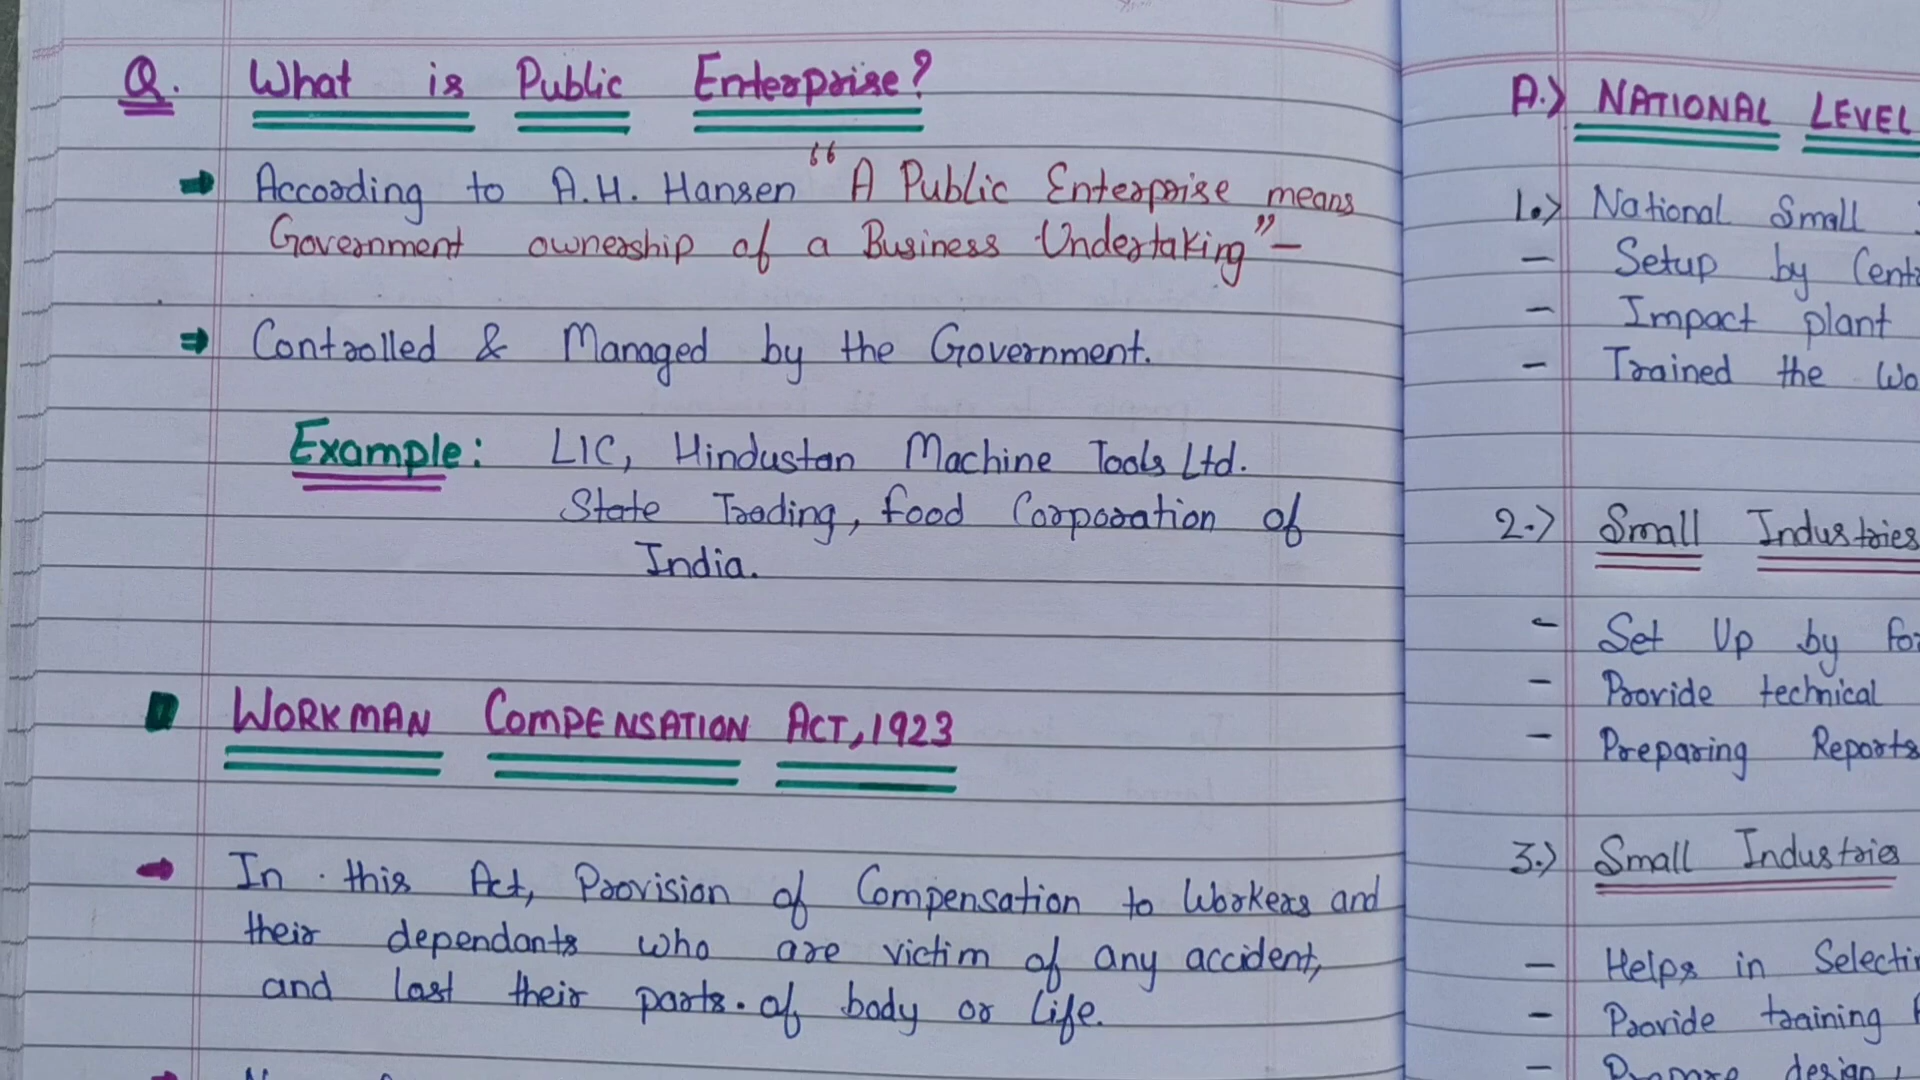 Q. What is Public Enterprise?
→ According to A.H. Hansen "A Public Enterprise means
Government ownership of a Business Undertaking"–
⇒ Controlled & Managed by the Government.
Example: LIC, Hindustan Machine Tools Ltd.
State Trading, food Corporation of
India.
WORKMAN COMPENSATION ACT, 1923
→ In this Act, Provision of Compensation to Workers and
their dependants who are victim of any accident,
and last their parts of body or life.
A.) NATIONAL LEVEL
1.) National Small
– Setup by
– Impact plant
– Trained the
2.) Small Industries
– Set Up by
– Provide technical
– Preparing Reports
3.) Small Industries
– Helps in
– Provide training
– design,